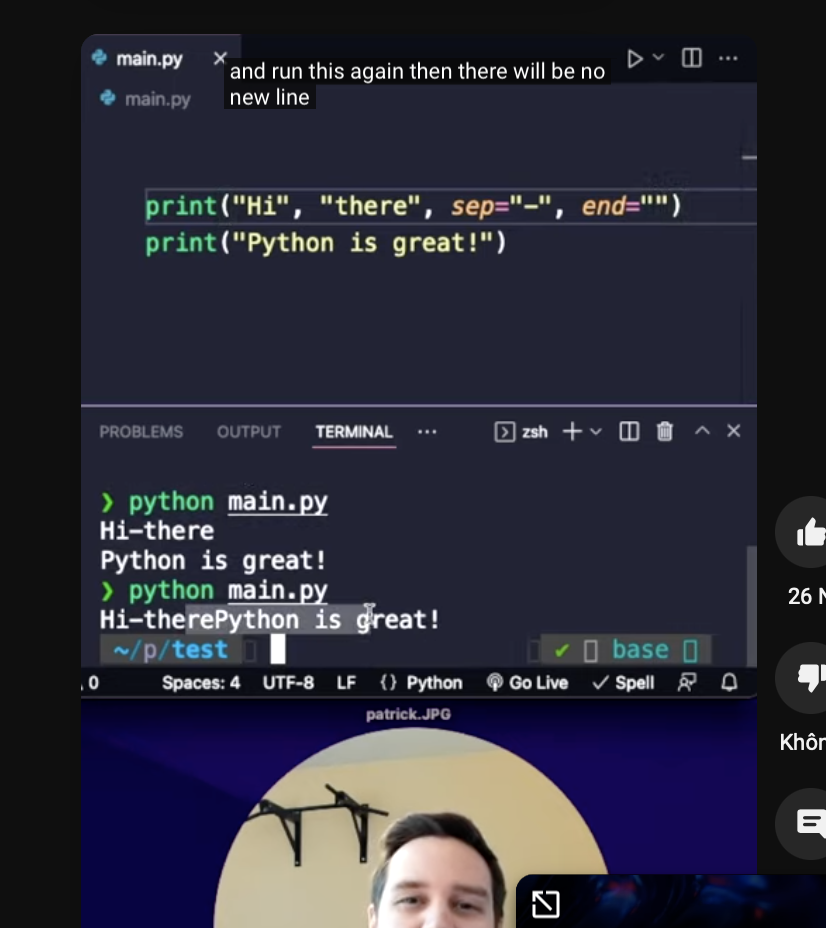 main.py ×
and run this again then there will be no
new line
main.py
print("Hi", "there", sep="-", end="")
print("Python is great!")
PROBLEMS OUTPUT TERMINAL ... zsh
❯ python main.py
Hi-there
Python is great!
❯ python main.py
Hi-therePython is great!
~/p/test ✔ base
0 Spaces: 4 UTF-8 LF {} Python Go Live ✓ Spell
patrick.JPG
26 N
Khôn